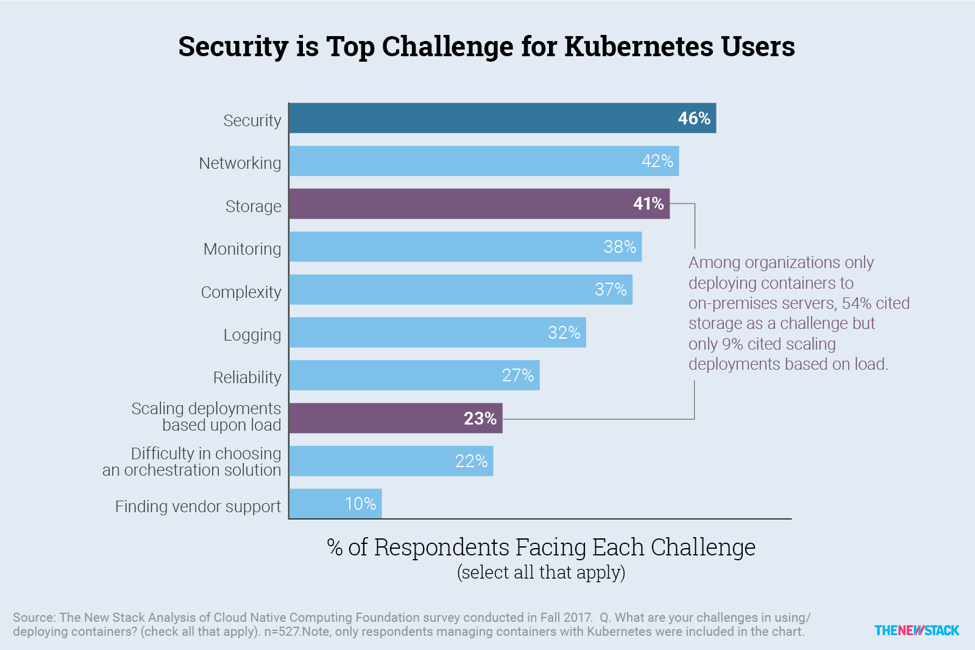 Security is Top Challenge for Kubernetes Users
Security
46%
Networking
42%
Storage
41%
Monitoring
38%
Complexity
37%
Logging
32%
Reliability
27%
Scaling deployments
based upon load
23%
Difficulty in choosing
an orchestration solution
22%
Finding vendor support
10%
Among organizations only
deploying containers to
on-premises servers, 54% cited
storage as a challenge but
only 9% cited scaling
deployments based on load.
% of Respondents Facing Each Challenge
(select all that apply)
Source: The New Stack Analysis of Cloud Native Computing Foundation survey conducted in Fall 2017.  Q. What are your challenges in using/
deploying containers? (check all that apply). n=527.Note, only respondents managing containers with Kubernetes were included in the chart.
THENEWSTACK